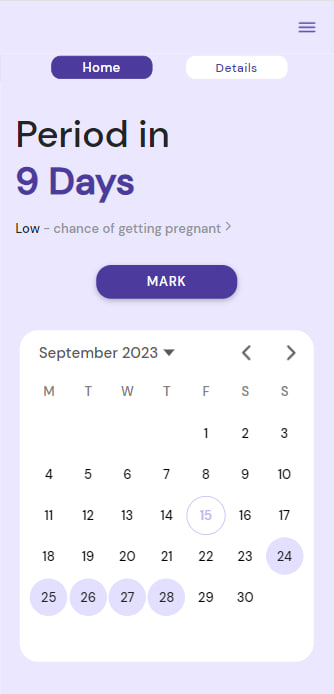 Home Details
Period in
9 Days
Low - chance of getting pregnant >
MARK
September 2023
M T W T F S S
1 2 3
4 5 6 7 8 9 10
11 12 13 14 15 16 17
18 19 20 21 22 23 24
25 26 27 28 29 30